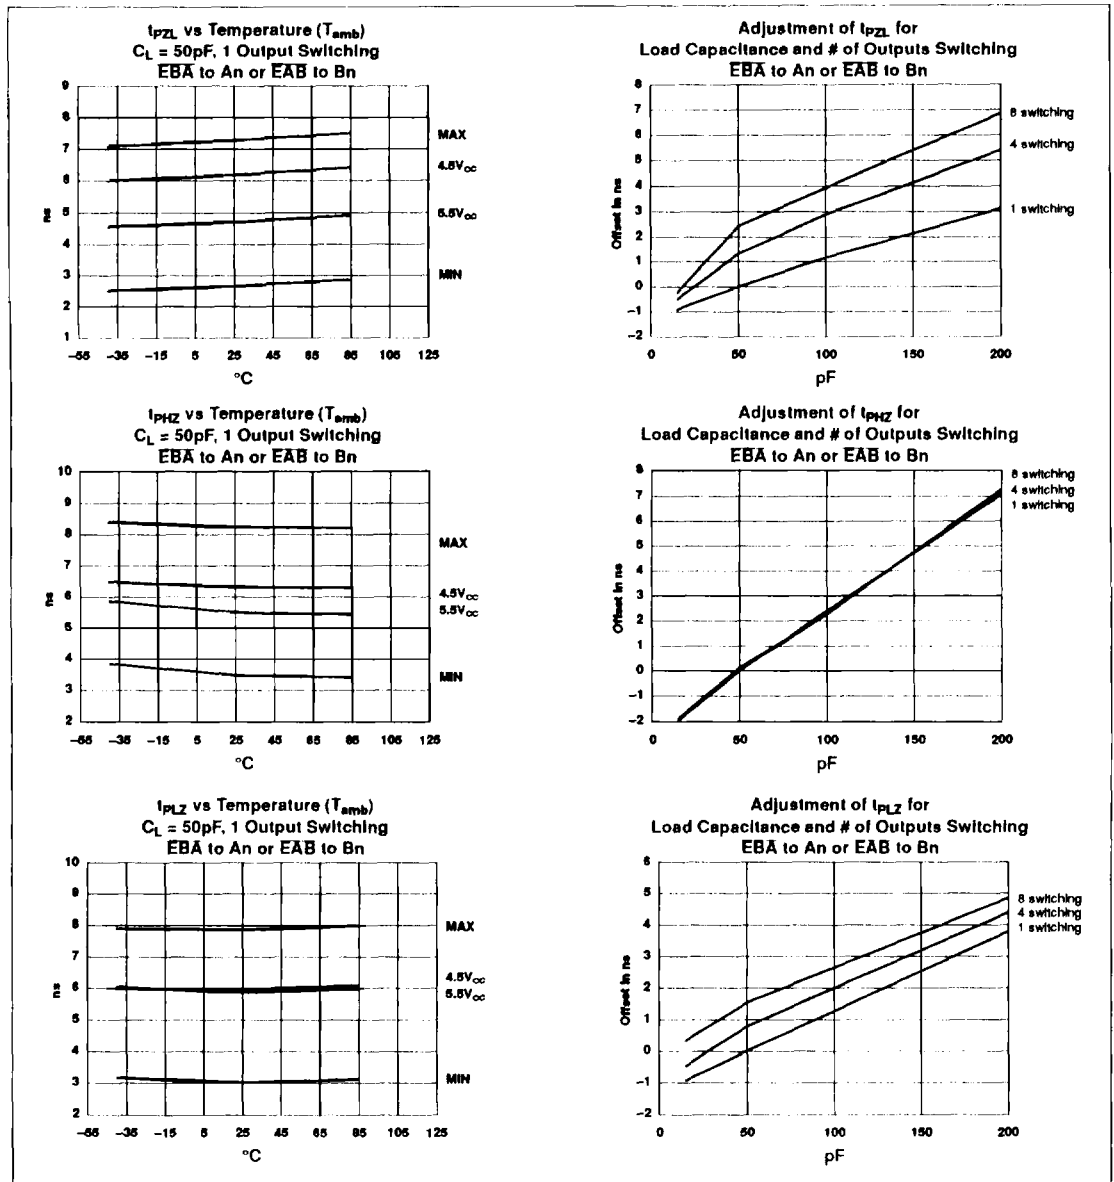 tPZL vs Temperature (Tamb)
CL = 50pF, 1 Output Switching
EBA to An or EAB to Bn
9
8
7
6
5
4
3
2
1
ns
MAX
4.5VCC
5.5VCC
MIN
–55 –35 –15 5 25 45 65 85 105 125
°C
Adjustment of tPZL for
Load Capacitance and # of Outputs Switching
EBA to An or EAB to Bn
8
7
6
5
4
3
2
1
0
–1
–2
Offset in ns
8 switching
4 switching
1 switching
0 50 100 150 200
pF
tPHZ vs Temperature (Tamb)
CL = 50pF, 1 Output Switching
EBA to An or EAB to Bn
10
9
8
7
6
5
4
3
2
ns
MAX
4.5VCC
5.5VCC
MIN
–55 –35 –15 5 25 45 65 85 105 125
°C
Adjustment of tPHZ for
Load Capacitance and # of Outputs Switching
EBA to An or EAB to Bn
8
7
6
5
4
3
2
1
0
–1
–2
Offset in ns
8 switching
4 switching
1 switching
0 50 100 150 200
pF
tPLZ vs Temperature (Tamb)
CL = 50pF, 1 Output Switching
EBA to An or EAB to Bn
10
9
8
7
6
5
4
3
2
ns
MAX
4.5VCC
5.5VCC
MIN
–55 –35 –15 5 25 45 65 85 105 125
°C
Adjustment of tPLZ for
Load Capacitance and # of Outputs Switching
EBA to An or EAB to Bn
6
5
4
3
2
1
0
–1
–2
Offset in ns
8 switching
4 switching
1 switching
0 50 100 150 200
pF